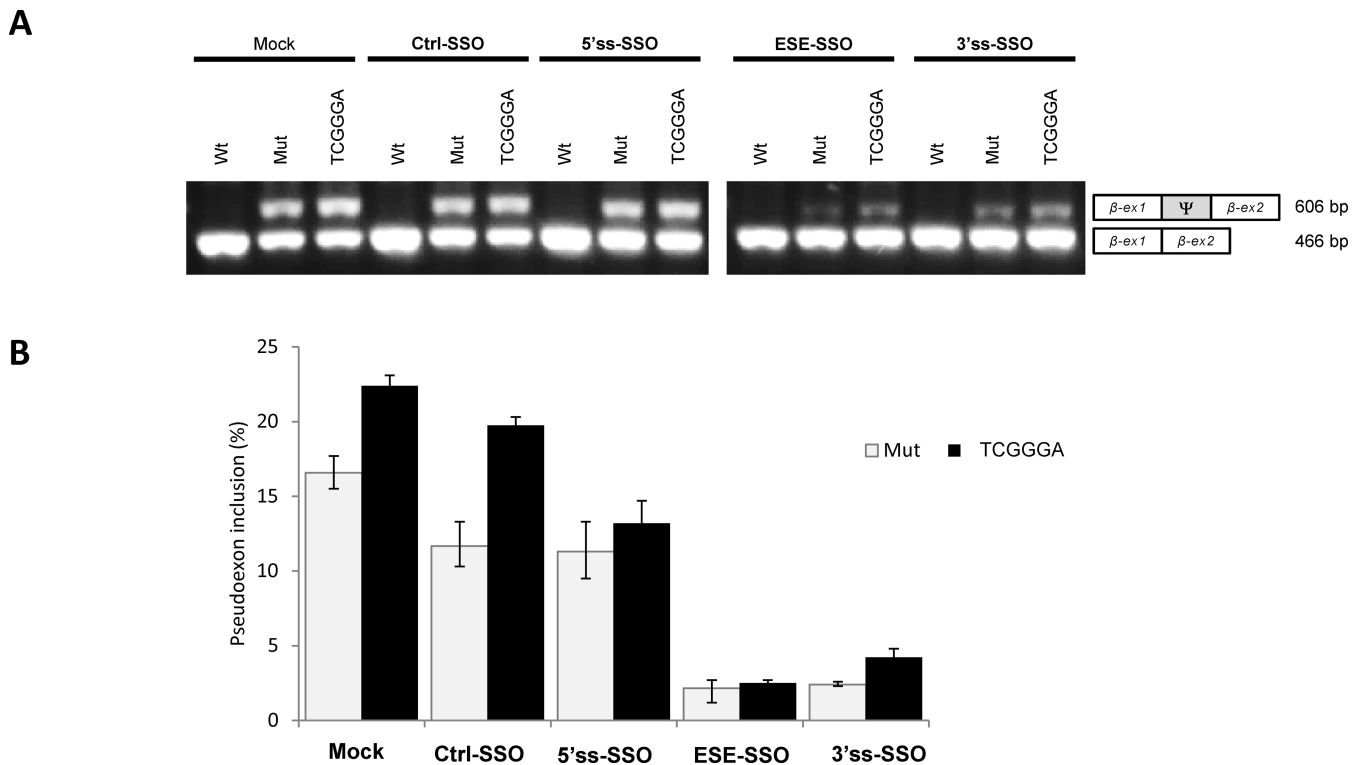 A
Mock Ctrl-SSO 5'ss-SSO ESE-SSO 3'ss-SSO
Wt Mut TCGGGA Wt Mut TCGGGA Wt Mut TCGGGA Wt Mut TCGGGA Wt Mut TCGGGA
β-ex1 Ψ β-ex2 606 bp
β-ex1 β-ex2 466 bp
B
Pseudoexon inclusion (%)
25
20
15
10
5
0
Mut TCGGGA
Mock Ctrl-SSO 5'ss-SSO ESE-SSO 3'ss-SSO